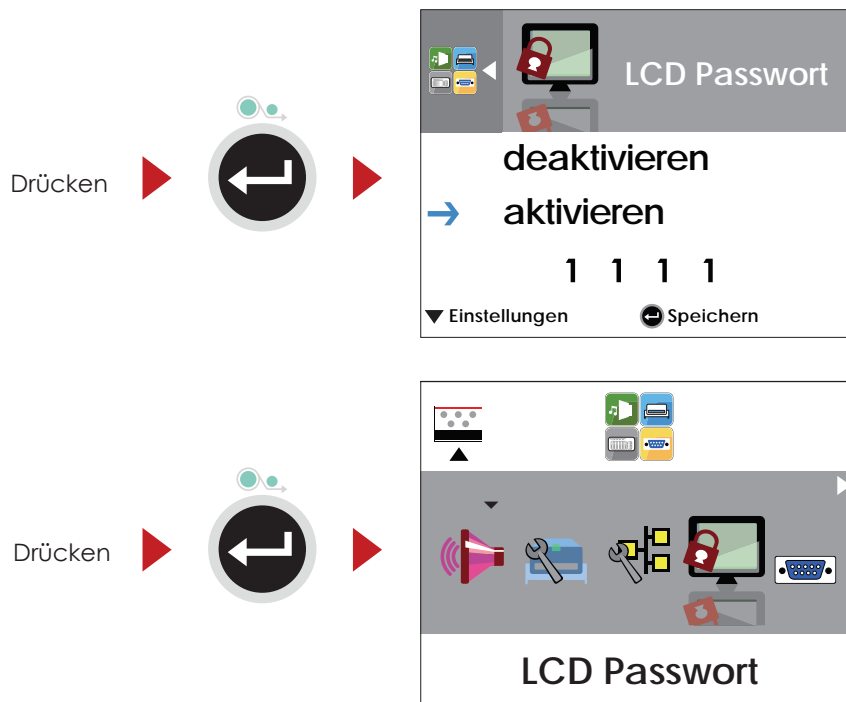 LCD Passwort
deaktivieren
Drücken
→ aktivieren
1 1 1 1
Einstellungen
Speichern
Drücken
LCD Passwort